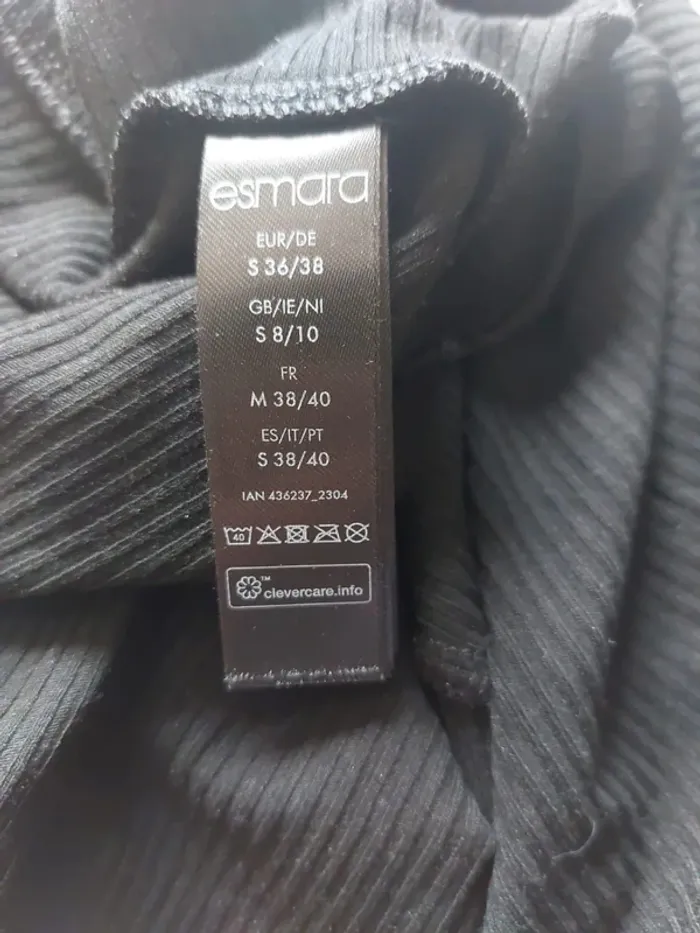 esmara
EUR/DE
S 36/38
GB/IE/NI
S 8/10
FR
M 38/40
ES/IT/PT
S 38/40
IAN 436237_2304
40
™
clevercare.info